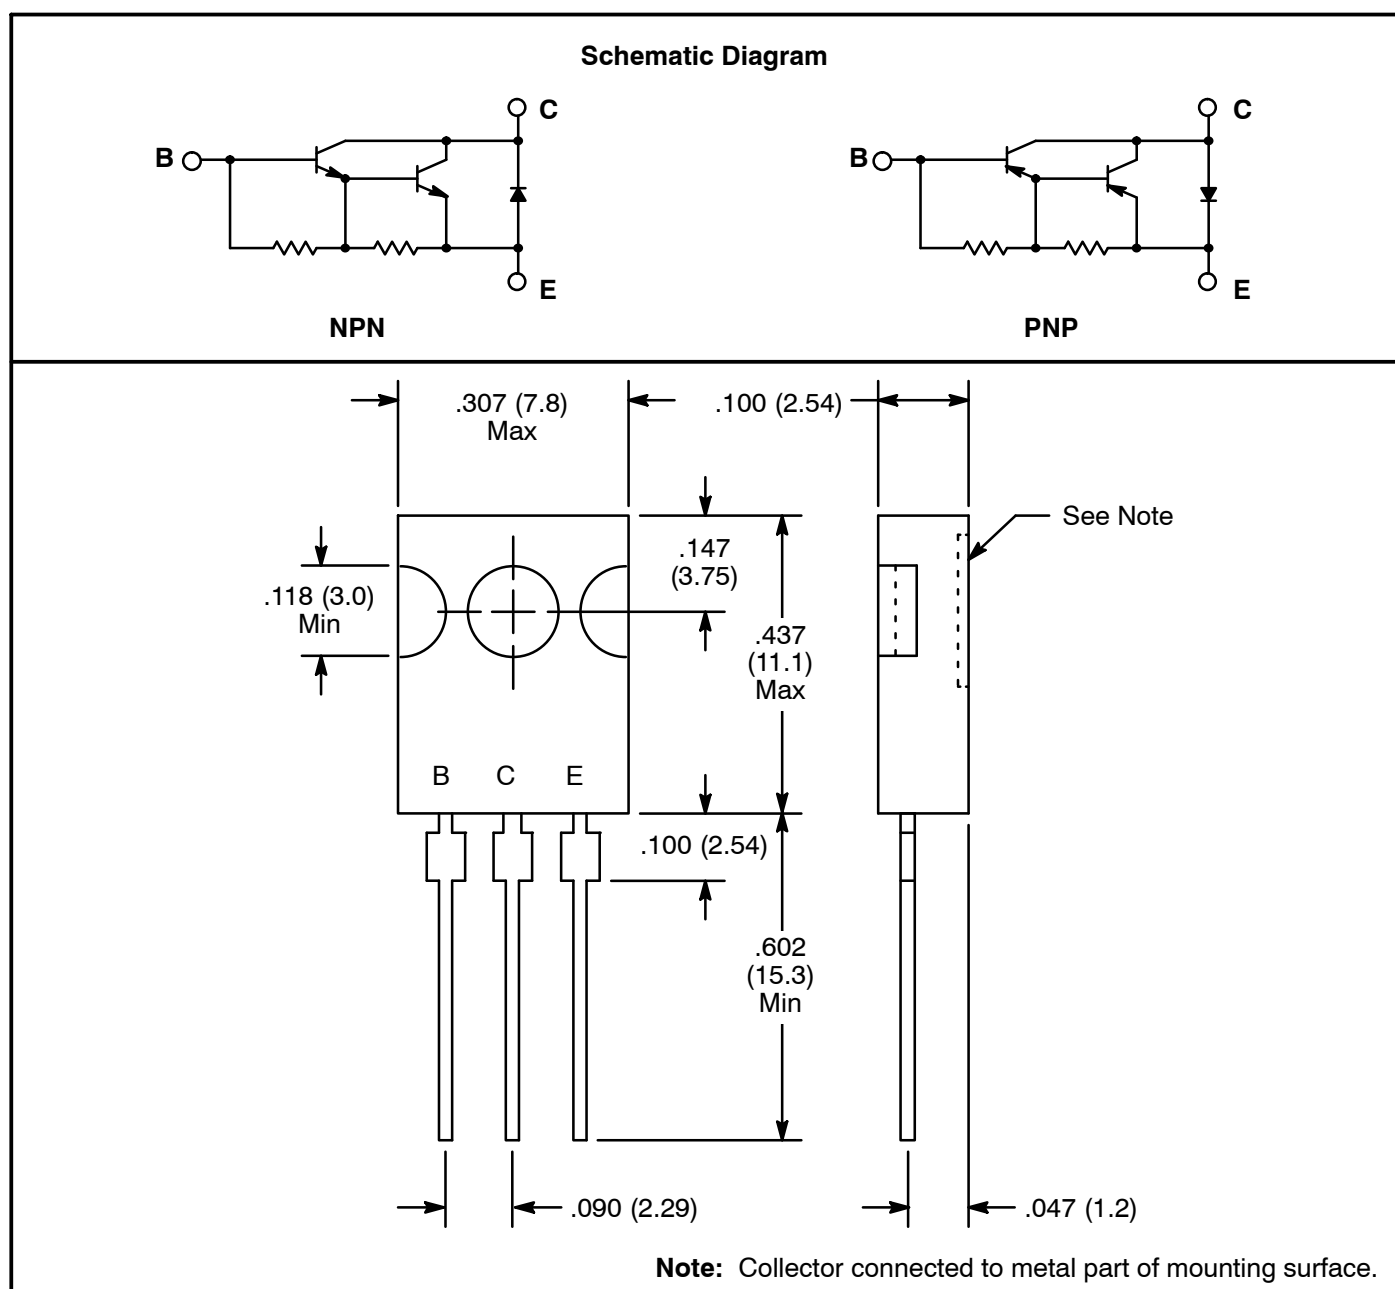 Schematic Diagram
C
B
E
NPN
C
B
E
PNP
.307 (7.8)
Max
.100 (2.54)
See Note
.147
(3.75)
.118 (3.0)
Min
.437
(11.1)
Max
B C E
.100 (2.54)
.602
(15.3)
Min
.090 (2.29)
.047 (1.2)
Note: Collector connected to metal part of mounting surface.